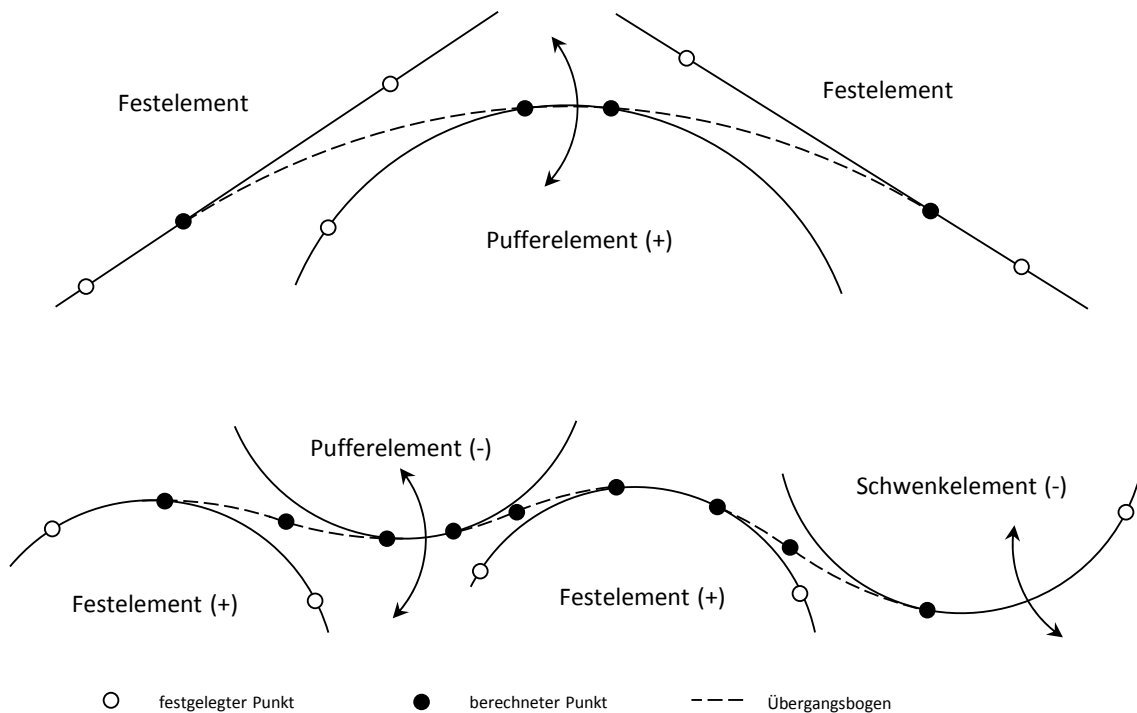 Festelement
Festelement
Pufferelement (+)
Pufferelement (-)
Schwenkelement (-)
Festelement (+)
Festelement (+)
festgelegter Punkt
berechneter Punkt
Übergangsbogen